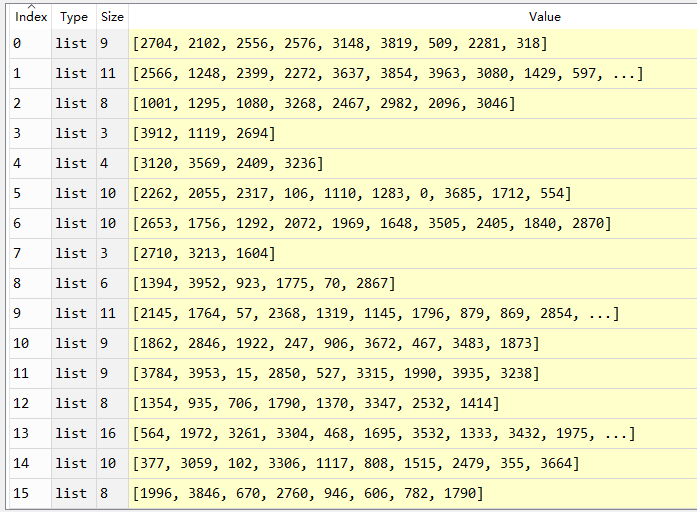 Index Type Size Value
0 list 9 [2704, 2102, 2556, 2576, 3148, 3819, 509, 2281, 318]
1 list 11 [2566, 1248, 2399, 2272, 3637, 3854, 3963, 3080, 1429, 597, ...]
2 list 8 [1001, 1295, 1080, 3268, 2467, 2982, 2096, 3046]
3 list 3 [3912, 1119, 2694]
4 list 4 [3120, 3569, 2409, 3236]
5 list 10 [2262, 2055, 2317, 106, 1110, 1283, 0, 3685, 1712, 554]
6 list 10 [2653, 1756, 1292, 2072, 1969, 1648, 3505, 2405, 1840, 2870]
7 list 3 [2710, 3213, 1604]
8 list 6 [1394, 3952, 923, 1775, 70, 2867]
9 list 11 [2145, 1764, 57, 2368, 1319, 1145, 1796, 879, 869, 2854, ...]
10 list 9 [1862, 2846, 1922, 247, 906, 3672, 467, 3483, 1873]
11 list 9 [3784, 3953, 15, 2850, 527, 3315, 1990, 3935, 3238]
12 list 8 [1354, 935, 706, 1790, 1370, 3347, 2532, 1414]
13 list 16 [564, 1972, 3261, 3304, 468, 1695, 3532, 1333, 3432, 1975, ...]
14 list 10 [377, 3059, 102, 3306, 1117, 808, 1515, 2479, 355, 3664]
15 list 8 [1996, 3846, 670, 2760, 946, 606, 782, 1790]